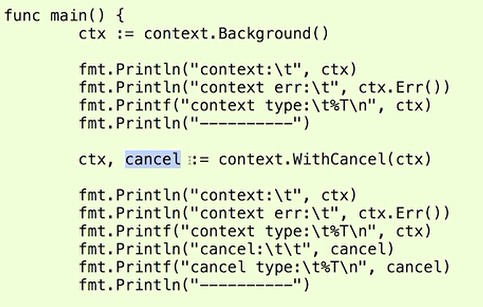 func main() {
        ctx := context.Background()

        fmt.Println("context:\t", ctx)
        fmt.Println("context err:\t", ctx.Err())
        fmt.Printf("context type:\t%T\n", ctx)
        fmt.Println("----------")

        ctx, cancel := context.WithCancel(ctx)

        fmt.Println("context:\t", ctx)
        fmt.Println("context err:\t", ctx.Err())
        fmt.Printf("context type:\t%T\n", ctx)
        fmt.Println("cancel:\t\t", cancel)
        fmt.Printf("cancel type:\t%T\n", cancel)
        fmt.Println("----------")